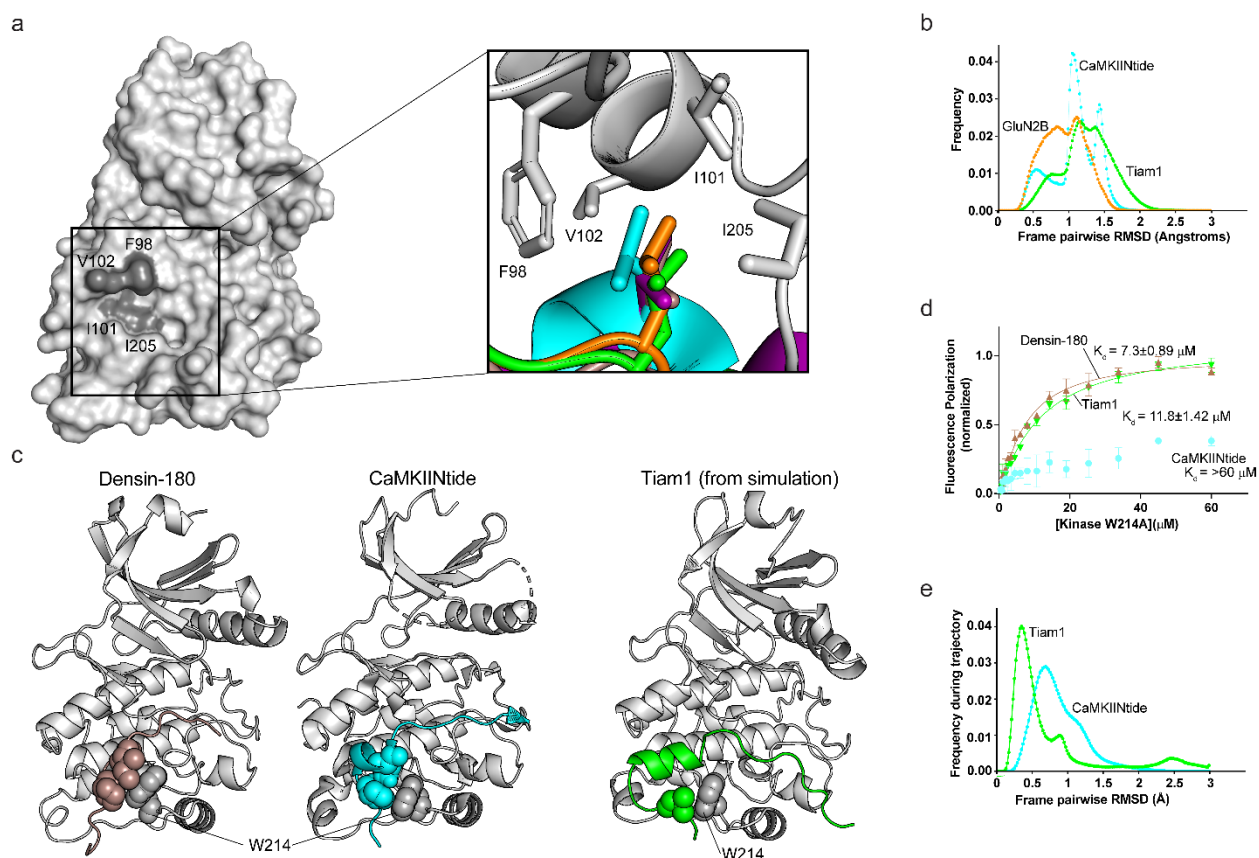 a
V102
F98
I101
I205
I101
V102
I205
F98
b
CaMKIINtide
GluN2B
Tiam1
Frequency
0.04
0.03
0.02
0.01
0.00
0 0.5 1 1.5 2 2.5 3
Frame pairwise RMSD (Angstroms)
c
Densin-180
CaMKIINtide
Tiam1 (from simulation)
W214
W214
d
Densin-180
Kd = 7.3±0.89 μM
Tiam1
Kd = 11.8±1.42 μM
CaMKIINtide
Kd = >60 μM
Fluorescence Polarization
(normalized)
1.0
0.5
0.0
0 20 40 60
[Kinase W214A](μM)
e
Tiam1
CaMKIINtide
Frequency during trajectory
0.04
0.03
0.02
0.01
0.00
0 0.5 1 1.5 2 2.5 3
Frame pairwise RMSD (Å)